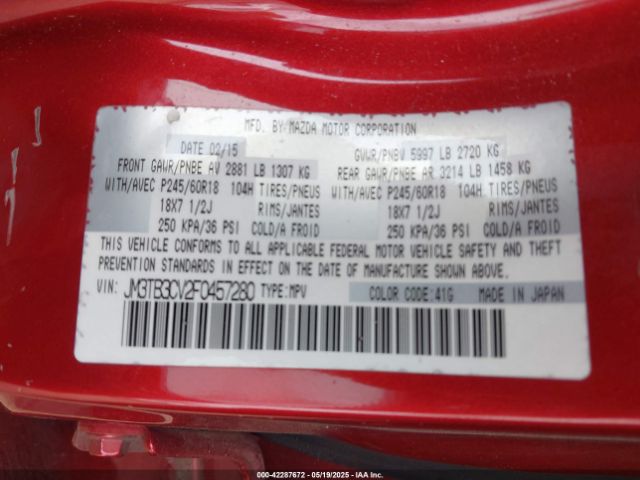 MFD. BY MAZDA MOTOR CORPORATION
DATE 02/15 GVWR/PNBV 5997 LB 2720 KG
FRONT GAWR/PNBE AV 2881 LB 1307 KG REAR GAWR/PNBE AR 3214 LB 1458 KG
WITH/AVEC P245/60R18 104H TIRES/PNEUS WITH/AVEC P245/60R18 104H TIRES/PNEUS
18X7 1/2J RIMS/JANTES 18X7 1/2J RIMS/JANTES
250 KPA/36 PSI COLD/A FROID 250 KPA/36 PSI COLD/A FROID
THIS VEHICLE CONFORMS TO ALL APPLICABLE FEDERAL MOTOR VEHICLE SAFETY AND THEFT
PREVENTION STANDARDS IN EFFECT ON THE DATE OF MANUFACTURE SHOWN ABOVE.
VIN: JM3TB3CV2F0457280 TYPE:MPV COLOR CODE:41G MADE IN JAPAN
000-42287672 - 05/19/2025 - IAAI.COM